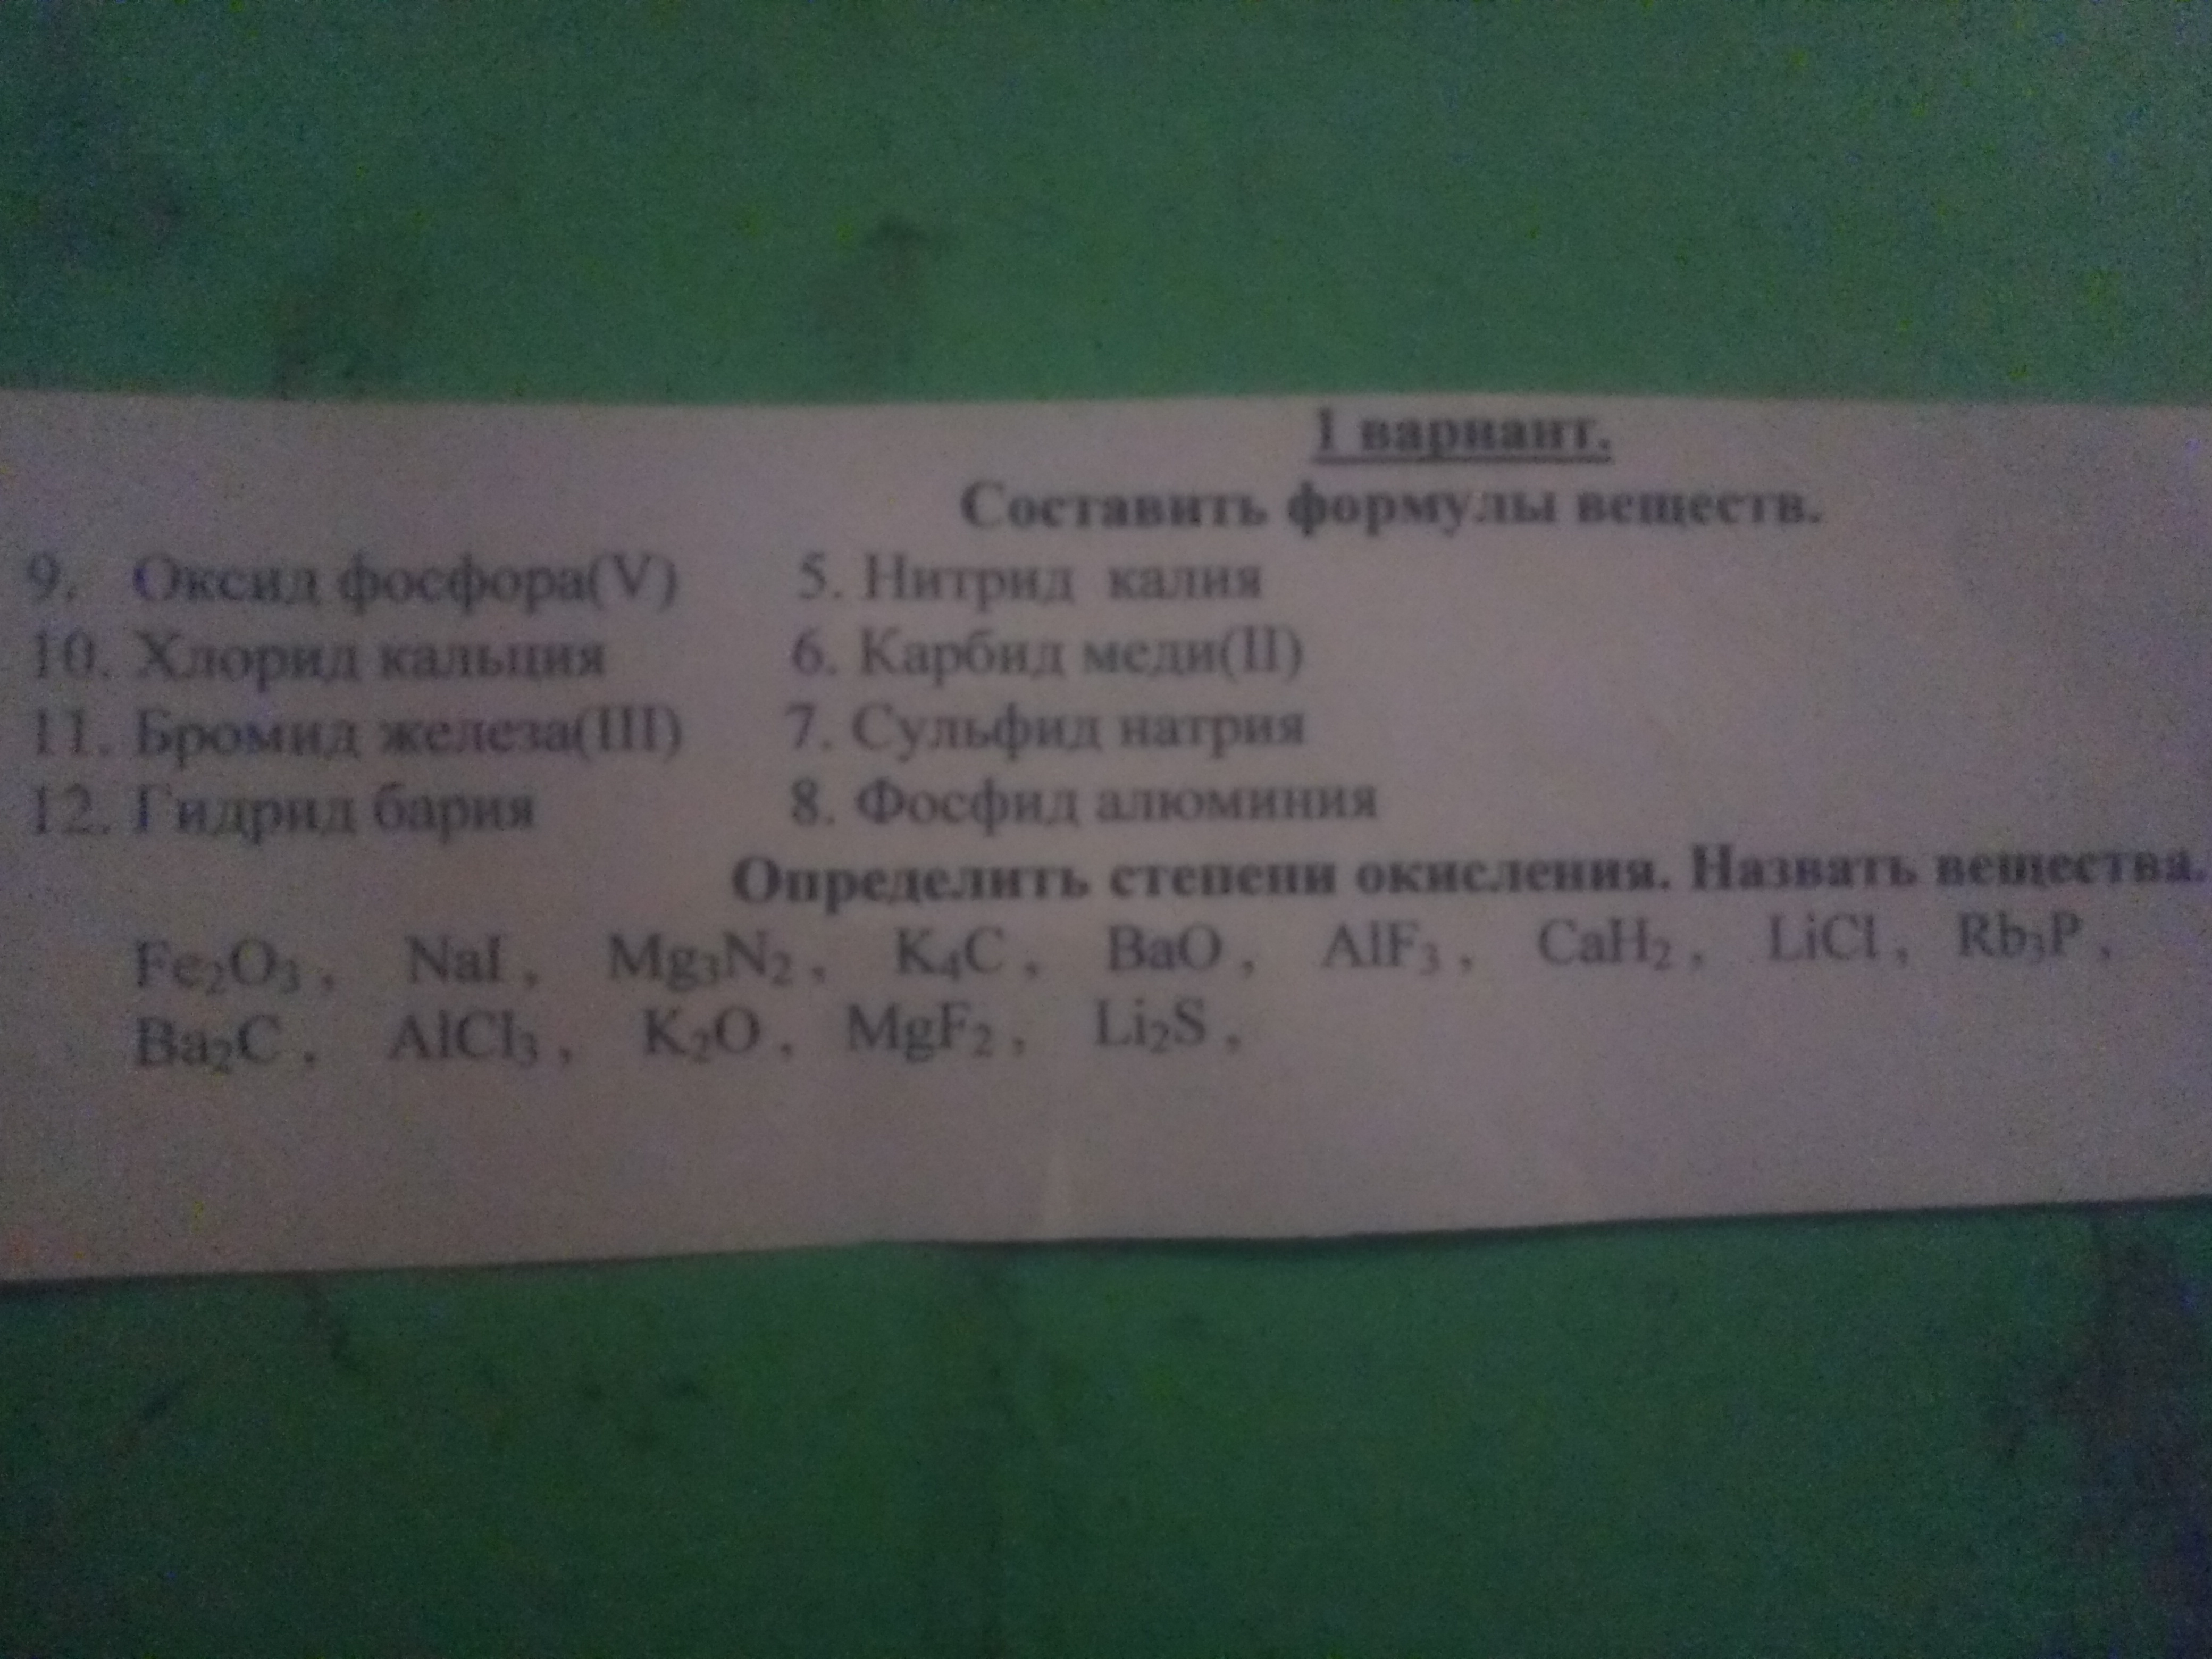 1 вариант.
Составить формулы веществ.
9. Оксид фосфора(V) 5. Нитрид калия
10. Хлорид кальция 6. Карбид меди(II)
11. Бромид железа(III) 7. Сульфид натрия
12. Гидрид бария 8. Фосфид алюминия
Определить степени окисления. Назвать вещества.
Fe₂O₃, NaI, Mg₃N₂, K₄C, BaO, AlF₃, CaH₂, LiCl, Rb₃P,
Ba₂C, AlCl₃, K₂O, MgF₂, Li₂S,